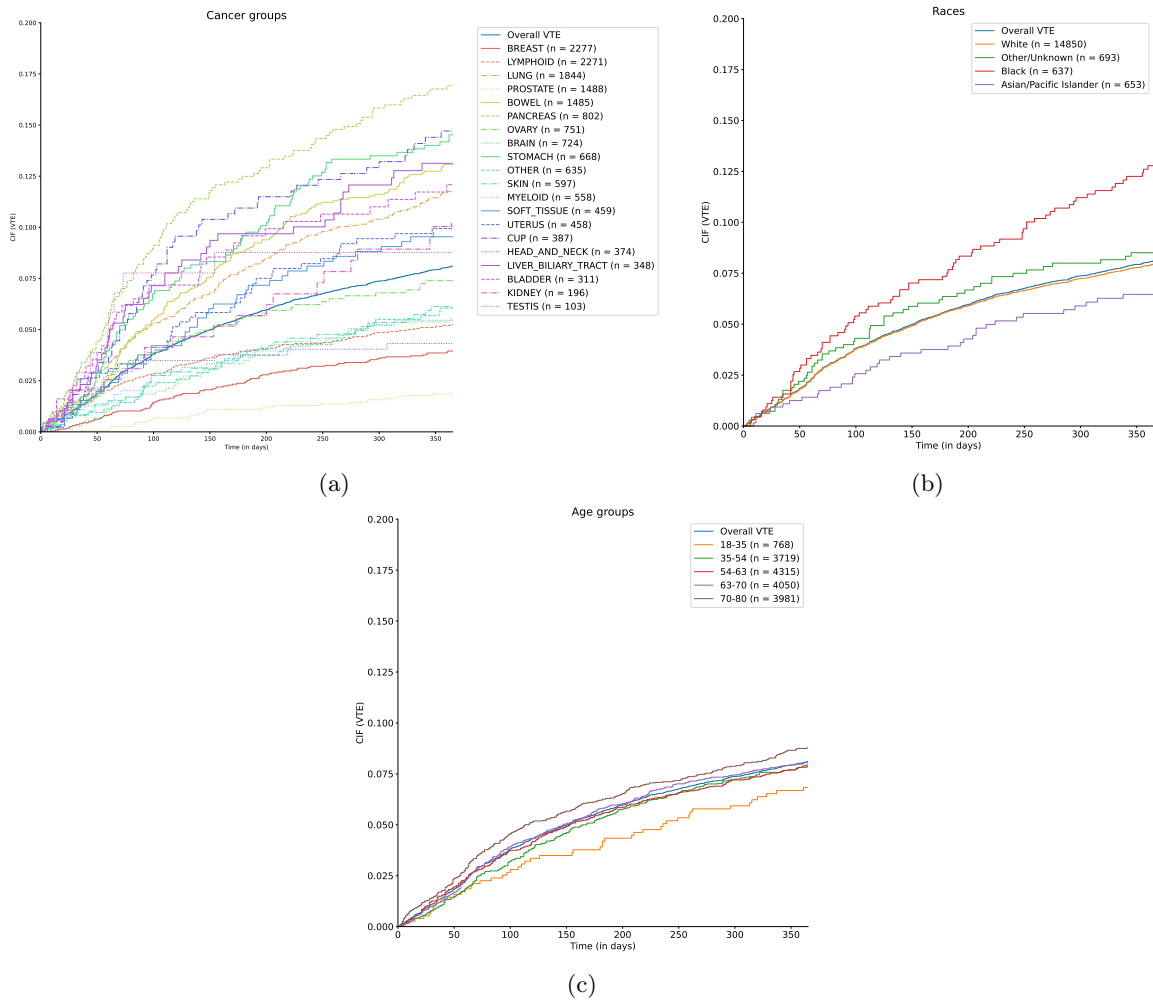 Cancer groups
0.200
0.175
0.150
0.125
0.100
0.075
0.050
0.025
0.000
CIF (VTE)
0
50
100
150
200
250
300
350
Time (in days)
Overall VTE
BREAST (n = 2277)
LYMPHOID (n = 2271)
LUNG (n = 1844)
PROSTATE (n = 1488)
BOWEL (n = 1485)
PANCREAS (n = 802)
OVARY (n = 751)
BRAIN (n = 724)
STOMACH (n = 668)
OTHER (n = 635)
SKIN (n = 597)
MYELOID (n = 558)
SOFT_TISSUE (n = 459)
UTERUS (n = 458)
CUP (n = 387)
HEAD_AND_NECK (n = 374)
LIVER_BILIARY_TRACT (n = 348)
BLADDER (n = 311)
KIDNEY (n = 196)
TESTIS (n = 103)
(a)
Races
0.200
0.175
0.150
0.125
0.100
0.075
0.050
0.025
0.000
CIF (VTE)
0
50
100
150
200
250
300
350
Time (in days)
Overall VTE
White (n = 14850)
Other/Unknown (n = 693)
Black (n = 637)
Asian/Pacific Islander (n = 653)
(b)
Age groups
0.200
0.175
0.150
0.125
0.100
0.075
0.050
0.025
0.000
CIF (VTE)
0
50
100
150
200
250
300
350
Time (in days)
Overall VTE
18-35 (n = 768)
35-54 (n = 3719)
54-63 (n = 4315)
63-70 (n = 4050)
70-80 (n = 3981)
(c)